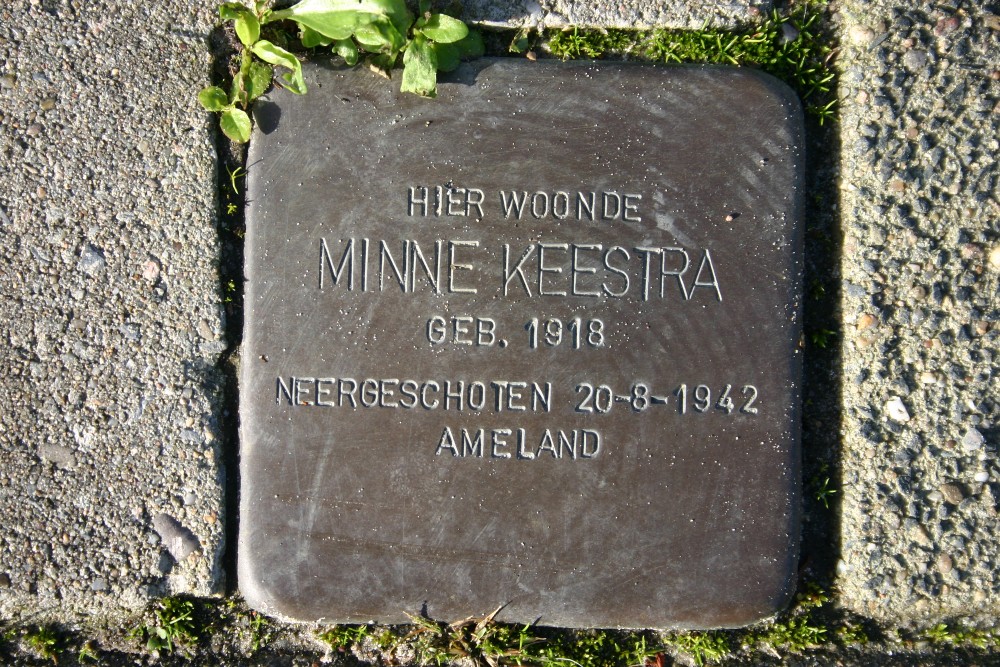 HIER WOONDE
MINNE KEESTRA
GEB. 1918
NEERGESCHOTEN 20-8-1942
AMELAND